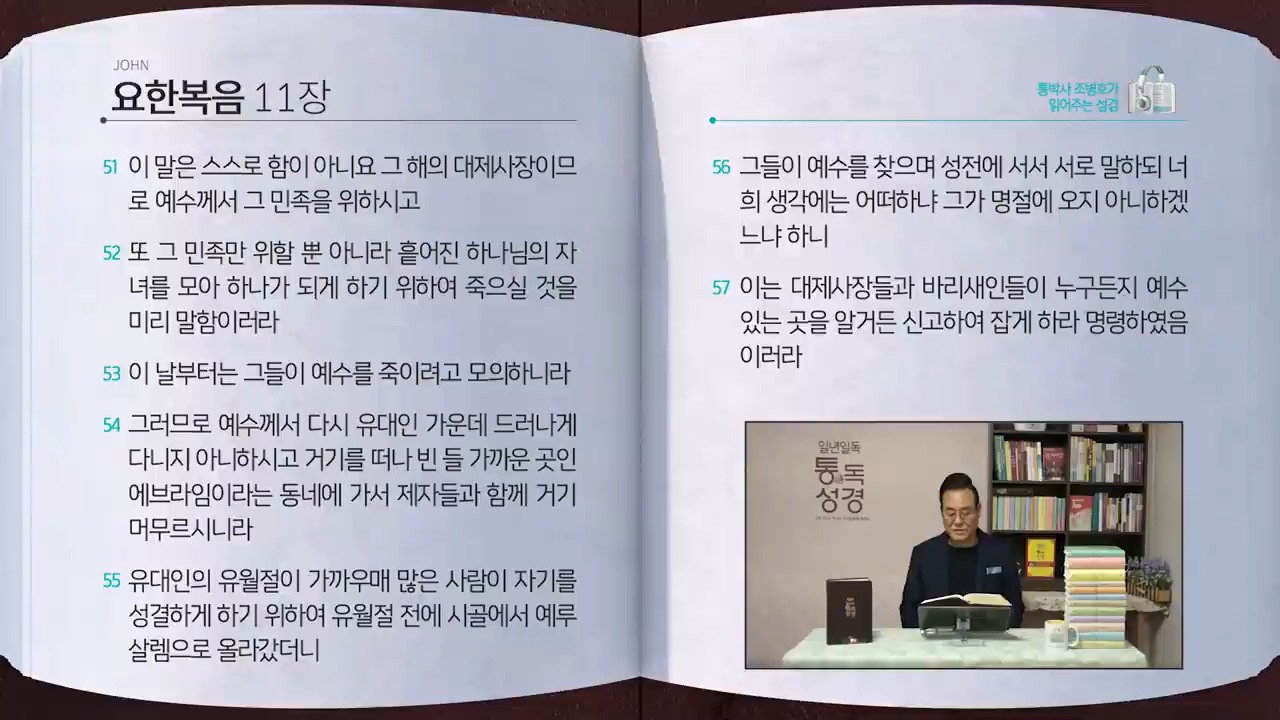 JOHN
요한복음 11장
51 이 말은 스스로 함이 아니요 그 해의 대제사장이므
로 예수께서 그 민족을 위하시고
52 또 그 민족만 위할 뿐 아니라 흩어진 하나님의 자
녀를 모아 하나가 되게 하기 위하여 죽으실 것을
미리 말함이러라
53 이 날부터는 그들이 예수를 죽이려고 모의하니라
54 그러므로 예수께서 다시 유대인 가운데 드러나게
다니지 아니하시고 거기를 떠나 빈 들 가까운 곳인
에브라임이라는 동네에 가서 제자들과 함께 거기
머무르시니라
55 유대인의 유월절이 가까우매 많은 사람이 자기를
성결하게 하기 위하여 유월절 전에 시골에서 예루
살렘으로 올라갔더니
통박사 조병호가
읽어주는 성경
56 그들이 예수를 찾으며 성전에 서서 서로 말하되 너
희 생각에는 어떠하냐 그가 명절에 오지 아니하겠
느냐 하니
57 이는 대제사장들과 바리새인들이 누구든지 예수
있는 곳을 알거든 신고하여 잡게 하라 명령하였음
이러라
일년일독
통독
성경